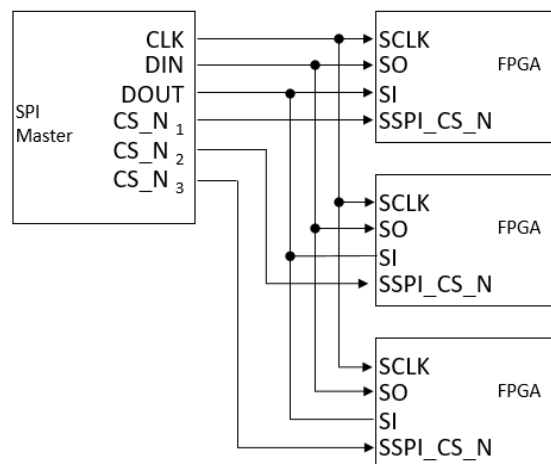 SPI
Master
CLK
DIN
DOUT
CS_N 1
CS_N 2
CS_N 3
SCLK
SO
SI
SSPI_CS_N
FPGA
SCLK
SO
SI
SSPI_CS_N
FPGA
SCLK
SO
SI
SSPI_CS_N
FPGA